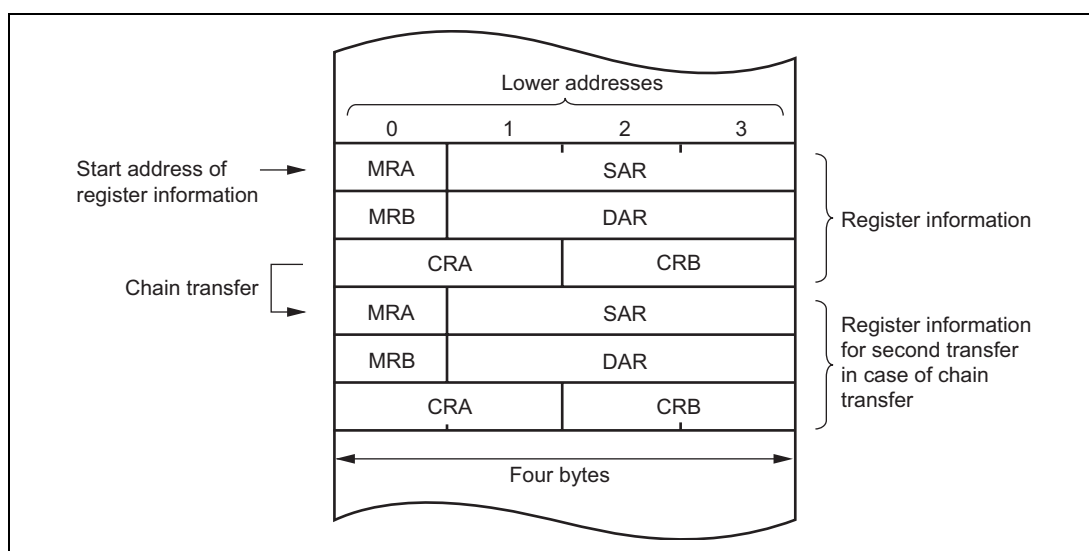 Lower addresses
0 1 2 3
Start address of
register information
MRA SAR
MRB DAR
CRA CRB
Register information
Chain transfer
MRA SAR
MRB DAR
CRA CRB
Register information
for second transfer
in case of chain
transfer
Four bytes